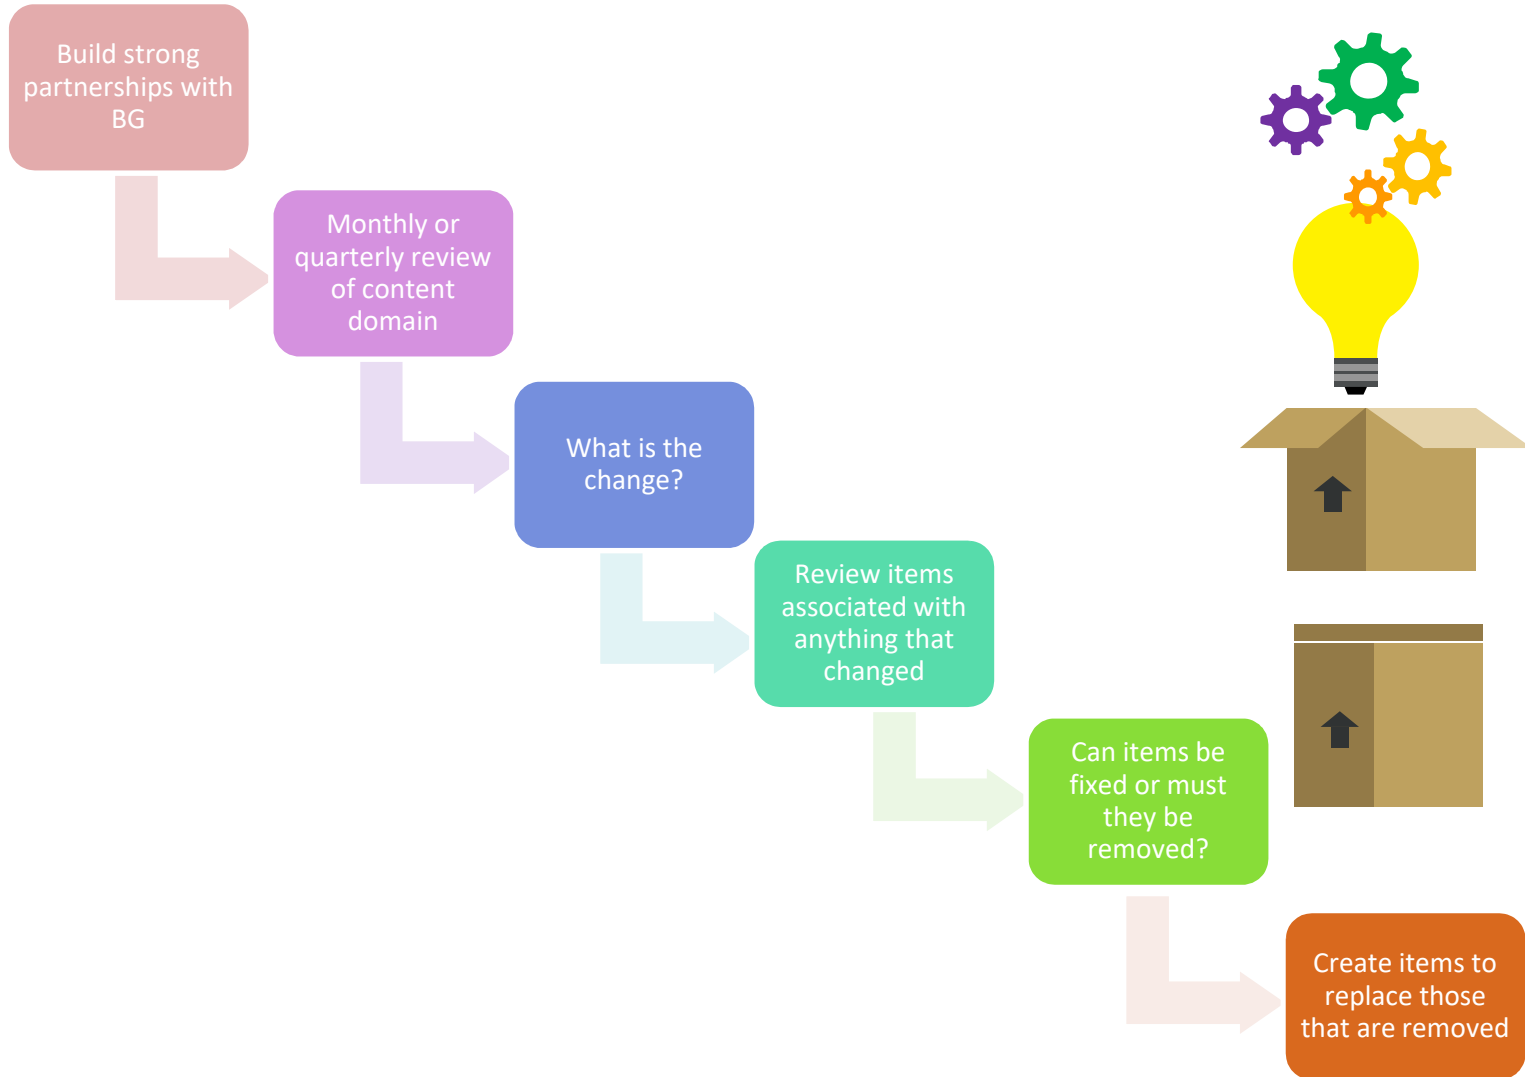 Build strong
partnerships with
BG
Monthly or
quarterly review
of content
domain
What is the
change?
Review items
associated with
anything that
changed
Can items be
fixed or must
they be
removed?
Create items to
replace those
that are removed